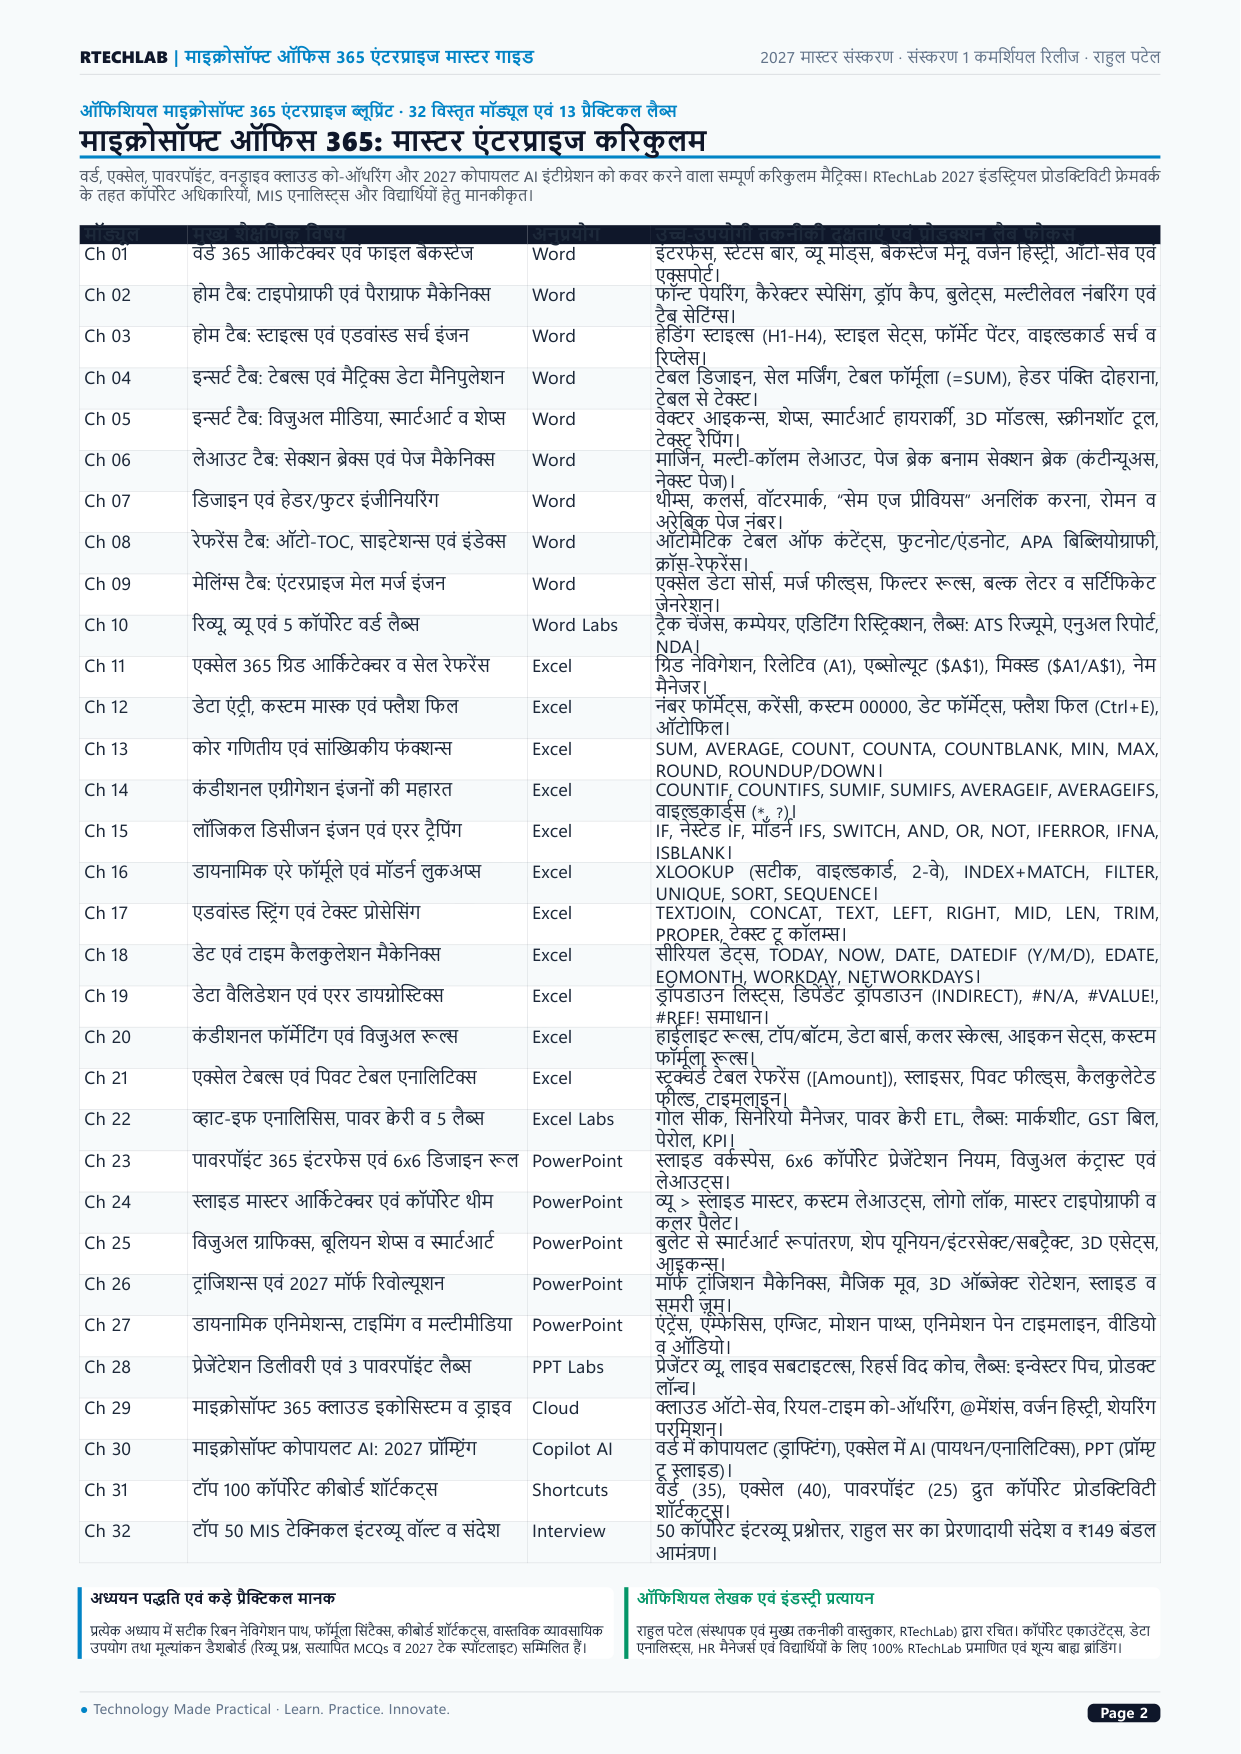 RTECHLAB | माइक्रोसॉफ्ट ऑफिस 365 एंटरप्राइज मास्टर गाइड
2027 मास्टर संस्करण · संस्करण 1 कमर्शियल रिलीज · राहुल पटेल
ऑफिशियल माइक्रोसॉफ्ट 365 एंटरप्राइज ब्लूप्रिंट · 32 विस्तृत मॉड्यूल एवं 13 प्रैक्टिकल लैब्स
माइक्रोसॉफ्ट ऑफिस 365: मास्टर एंटरप्राइज करिकुलम
वर्ड, एक्सेल, पावरपॉइंट, वनड्राइव क्लाउड को-ऑथरिंग और 2027 कोपायलट AI इंटीग्रेशन को कवर करने वाला सम्पूर्ण करिकुलम मैट्रिक्स। RTechLab 2027 इंडस्ट्रियल प्रोडक्टिविटी फ्रेमवर्क
के तहत कॉर्पोरेट अधिकारियों, MIS एनालिस्ट्स और विद्यार्थियों हेतु मानकीकृत।
मॉड्यूल मुख्य शैक्षणिक विषय अनुप्रयोग उच्च-उपयोगी तकनीकी दक्षताएं एवं प्रोडक्शन लैब फोकस
Ch 01 वर्ड 365 आर्किटेक्चर एवं फाइल बैकस्टेज Word इंटरफेस, स्टेटस बार, व्यू मोड्स, बैकस्टेज मेनू, वर्जन हिस्ट्री, ऑटो-सेव एवं
एक्सपोर्ट।
Ch 02 होम टैब: टाइपोग्राफी एवं पैराग्राफ मैकेनिक्स Word फॉन्ट पेयरिंग, कैरेक्टर स्पेसिंग, ड्रॉप कैप, बुलेट्स, मल्टीलेवल नंबरिंग एवं
टैब सेटिंग्स।
Ch 03 होम टैब: स्टाइल्स एवं एडवांस्ड सर्च इंजन Word हेडिंग स्टाइल्स (H1-H4), स्टाइल सेट्स, फॉर्मेट पेंटर, वाइल्डकार्ड सर्च व
रिप्लेस।
Ch 04 इन्सर्ट टैब: टेबल्स एवं मैट्रिक्स डेटा मैनिपुलेशन Word टेबल डिजाइन, सेल मर्जिंग, टेबल फॉर्मूला (=SUM), हेडर पंक्ति दोहराना,
टेबल से टेक्स्ट।
Ch 05 इन्सर्ट टैब: विजुअल मीडिया, स्मार्टआर्ट व शेप्स Word वेक्टर आइकन्स, शेप्स, स्मार्टआर्ट हायरार्की, 3D मॉडल्स, स्क्रीनशॉट टूल,
टेक्स्ट रैपिंग।
Ch 06 लेआउट टैब: सेक्शन ब्रेक्स एवं पेज मैकेनिक्स Word मार्जिन, मल्टी-कॉलम लेआउट, पेज ब्रेक बनाम सेक्शन ब्रेक (कंटीन्यूअस,
नेक्स्ट पेज)।
Ch 07 डिजाइन एवं हेडर/फुटर इंजीनियरिंग Word थीम्स, कलर्स, वॉटरमार्क, “सेम एज प्रीवियस” अनलिंक करना, रोमन व
अरेबिक पेज नंबर।
Ch 08 रेफरेंस टैब: ऑटो-TOC, साइटेशन्स एवं इंडेक्स Word ऑटोमैटिक टेबल ऑफ कंटेंट्स, फुटनोट/एंडनोट, APA बिब्लियोग्राफी,
क्रॉस-रेफरेंस।
Ch 09 मेलिंग्स टैब: एंटरप्राइज मेल मर्ज इंजन Word एक्सेल डेटा सोर्स, मर्ज फील्ड्स, फिल्टर रूल्स, बल्क लेटर व सर्टिफिकेट
जेनरेशन।
Ch 10 रिव्यू, व्यू एवं 5 कॉर्पोरेट वर्ड लैब्स Word Labs ट्रैक चेंजेस, कम्पेयर, एडिटिंग रिस्ट्रिक्शन, लैब्स: ATS रिज्यूमे, एनुअल रिपोर्ट,
NDA।
Ch 11 एक्सेल 365 ग्रिड आर्किटेक्चर व सेल रेफरेंस Excel ग्रिड नेविगेशन, रिलेटिव (A1), एब्सोल्यूट ($A$1), मिक्स्ड ($A1/A$1), नेम
मैनेजर।
Ch 12 डेटा एंट्री, कस्टम मास्क एवं फ्लैश फिल Excel नंबर फॉर्मेट्स, करेंसी, कस्टम 00000, डेट फॉर्मेट्स, फ्लैश फिल (Ctrl+E),
ऑटोफिल।
Ch 13 कोर गणितीय एवं सांख्यिकीय फंक्शन्स Excel SUM, AVERAGE, COUNT, COUNTA, COUNTBLANK, MIN, MAX,
ROUND, ROUNDUP/DOWN।
Ch 14 कंडीशनल एग्रीगेशन इंजनों की महारत Excel COUNTIF, COUNTIFS, SUMIF, SUMIFS, AVERAGEIF, AVERAGEIFS,
वाइल्डकार्ड्स (*, ?)।
Ch 15 लॉजिकल डिसीजन इंजन एवं एरर ट्रैपिंग Excel IF, नेस्टेड IF, मॉडर्न IFS, SWITCH, AND, OR, NOT, IFERROR, IFNA,
ISBLANK।
Ch 16 डायनामिक एरे फॉर्मूले एवं मॉडर्न लुकअप्स Excel XLOOKUP (सटीक, वाइल्डकार्ड, 2-वे), INDEX+MATCH, FILTER,
UNIQUE, SORT, SEQUENCE।
Ch 17 एडवांस्ड स्ट्रिंग एवं टेक्स्ट प्रोसेसिंग Excel TEXTJOIN, CONCAT, TEXT, LEFT, RIGHT, MID, LEN, TRIM,
PROPER, टेक्स्ट टू कॉलम्स।
Ch 18 डेट एवं टाइम कैलकुलेशन मैकेनिक्स Excel सीरियल डेट्स, TODAY, NOW, DATE, DATEDIF (Y/M/D), EDATE,
EOMONTH, WORKDAY, NETWORKDAYS।
Ch 19 डेटा वैलिडेशन एवं एरर डायग्नोस्टिक्स Excel ड्रॉपडाउन लिस्ट्स, डिपेंडेंट ड्रॉपडाउन (INDIRECT), #N/A, #VALUE!,
#REF! समाधान।
Ch 20 कंडीशनल फॉर्मेटिंग एवं विजुअल रूल्स Excel हाईलाइट रूल्स, टॉप/बॉटम, डेटा बार्स, कलर स्केल्स, आइकन सेट्स, कस्टम
फॉर्मूला रूल्स।
Ch 21 एक्सेल टेबल्स एवं पिवट टेबल एनालिटिक्स Excel स्ट्रक्चर्ड टेबल रेफरेंस ([Amount]), स्लाइसर, पिवट फील्ड्स, कैलकुलेटेड
फील्ड, टाइमलाइन।
Ch 22 व्हाट-इफ एनालिसिस, पावर क्वेरी व 5 लैब्स Excel Labs गोल सीक, सिनेरियो मैनेजर, पावर क्वेरी ETL, लैब्स: मार्कशीट, GST बिल,
पेरोल, KPI।
Ch 23 पावरपॉइंट 365 इंटरफेस एवं 6x6 डिजाइन रूल PowerPoint स्लाइड वर्कस्पेस, 6x6 कॉर्पोरेट प्रेजेंटेशन नियम, विजुअल कंट्रास्ट एवं
लेआउट्स।
Ch 24 स्लाइड मास्टर आर्किटेक्चर एवं कॉर्पोरेट थीम PowerPoint व्यू > स्लाइड मास्टर, कस्टम लेआउट्स, लोगो लॉक, मास्टर टाइपोग्राफी व
कलर पैलेट।
Ch 25 विजुअल ग्राफिक्स, बूलियन शेप्स व स्मार्टआर्ट PowerPoint बुलेट से स्मार्टआर्ट रूपांतरण, शेप यूनियन/इंटरसेक्ट/सबट्रैक्ट, 3D एसेट्स,
आइकन्स।
Ch 26 ट्रांजिशन्स एवं 2027 मॉर्फ रिवोल्यूशन PowerPoint मॉर्फ ट्रांजिशन मैकेनिक्स, मैजिक मूव, 3D ऑब्जेक्ट रोटेशन, स्लाइड व
समरी ज़ूम।
Ch 27 डायनामिक एनिमेशन्स, टाइमिंग व मल्टीमीडिया PowerPoint एंट्रेंस, एम्फेसिस, एग्जिट, मोशन पाथ्स, एनिमेशन पेन टाइमलाइन, वीडियो
व ऑडियो।
Ch 28 प्रेजेंटेशन डिलीवरी एवं 3 पावरपॉइंट लैब्स PPT Labs प्रेजेंटर व्यू, लाइव सबटाइटल्स, रिहर्स विद कोच, लैब्स: इन्वेस्टर पिच, प्रोडक्ट
लॉन्च।
Ch 29 माइक्रोसॉफ्ट 365 क्लाउड इकोसिस्टम व ड्राइव Cloud क्लाउड ऑटो-सेव, रियल-टाइम को-ऑथरिंग, @मेंशंस, वर्जन हिस्ट्री, शेयरिंग
परमिशन।
Ch 30 माइक्रोसॉफ्ट कोपायलट AI: 2027 प्रॉम्प्टिंग Copilot AI वर्ड में कोपायलट (ड्राफ्टिंग), एक्सेल में AI (पायथन/एनालिटिक्स), PPT (प्रॉम्प्ट
टू स्लाइड)।
Ch 31 टॉप 100 कॉर्पोरेट कीबोर्ड शॉर्टकट्स Shortcuts वर्ड (35), एक्सेल (40), पावरपॉइंट (25) द्रुत कॉर्पोरेट प्रोडक्टिविटी
शॉर्टकट्स।
Ch 32 टॉप 50 MIS टेक्निकल इंटरव्यू वॉल्ट व संदेश Interview 50 कॉर्पोरेट इंटरव्यू प्रश्नोत्तर, राहुल सर का प्रेरणादायी संदेश व ₹149 बंडल
आमंत्रण।
अध्ययन पद्धति एवं कड़े प्रैक्टिकल मानक
प्रत्येक अध्याय में सटीक रिबन नेविगेशन पाथ, फॉर्मूला सिंटैक्स, कीबोर्ड शॉर्टकट्स, वास्तविक व्यावसायिक
उपयोग तथा मूल्यांकन डैशबोर्ड (रिव्यू प्रश्न, सत्यापित MCQs व 2027 टेक स्पॉटलाइट) सम्मिलित हैं।
ऑफिशियल लेखक एवं इंडस्ट्री प्रत्यायन
राहुल पटेल (संस्थापक एवं मुख्य तकनीकी वास्तुकार, RTechLab) द्वारा रचित। कॉर्पोरेट एकाउंटेंट्स, डेटा
एनालिस्ट्स, HR मैनेजर्स एवं विद्यार्थियों के लिए 100% RTechLab प्रमाणित एवं शून्य बाह्य ब्रांडिंग।
● Technology Made Practical · Learn. Practice. Innovate.
Page 2